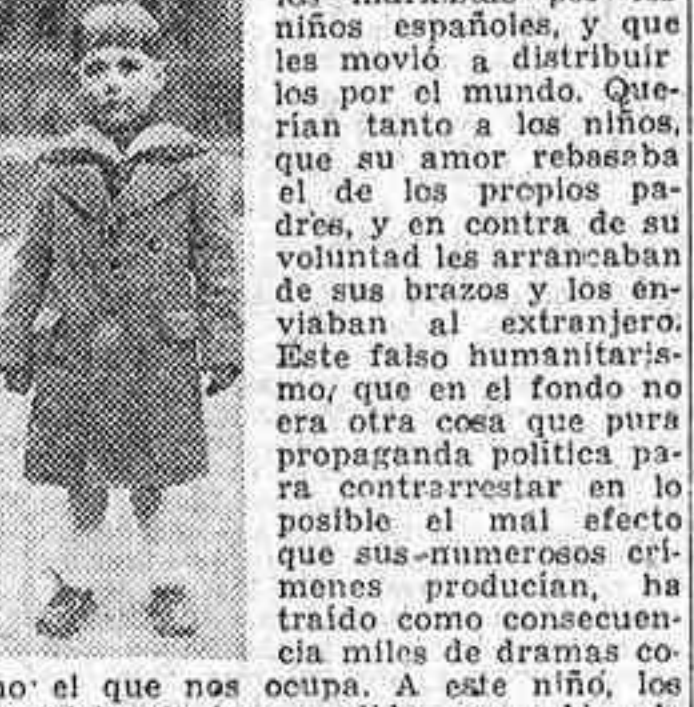 niños españoles, y que
les movió a distribuir
los por el mundo. Que-
rían tanto a los niños,
que su amor rebasaba
el de los propios pa-
dres, y en contra de su
voluntad les arrancaban
de sus brazos y los en-
viaban al extranjero.
Este falso humanitaris-
mo, que en el fondo no
era otra cosa que pura
propaganda política pa-
ra contrarrestar en lo
posible el mal efecto
que sus numerosos crí-
menes producían, ha
traído como consecuen-
cia miles de dramas co-
mo el que nos ocupa. A este niño, los